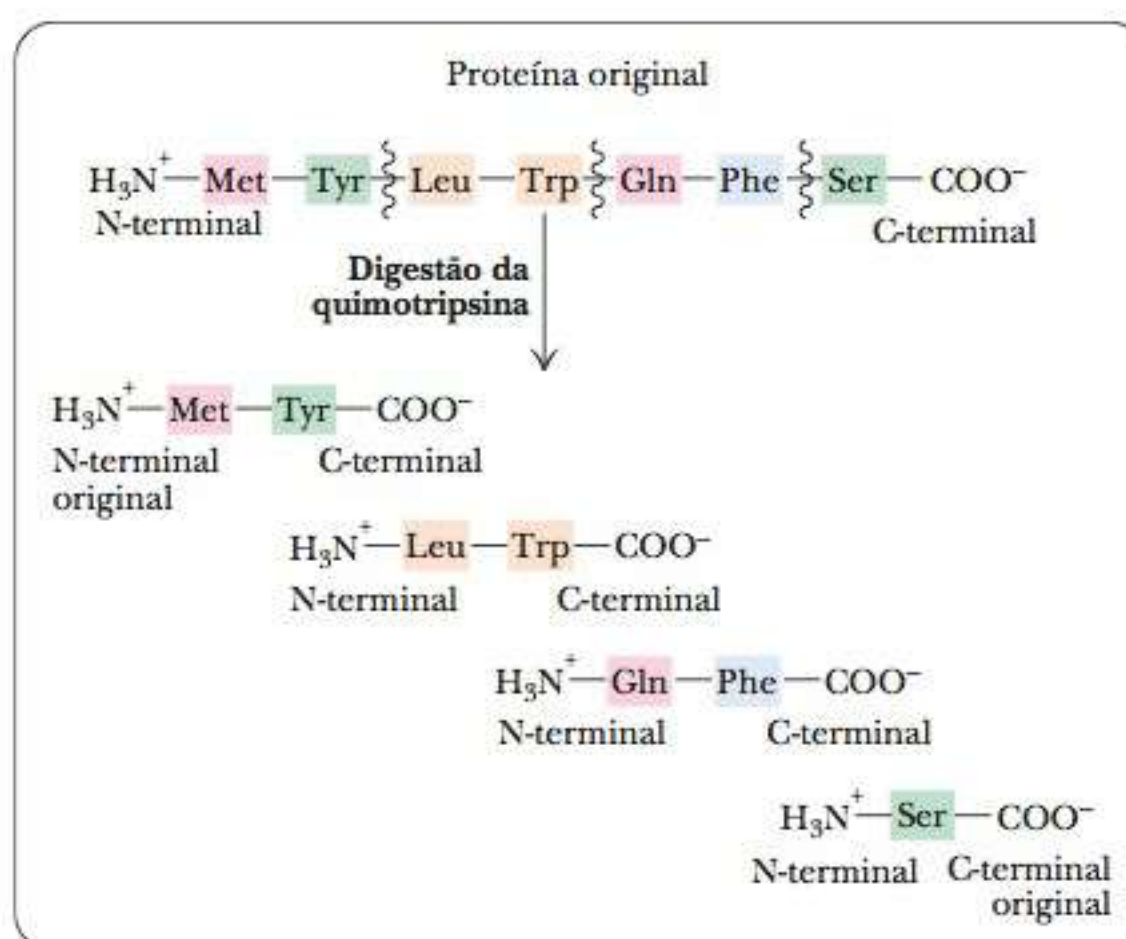 Proteína original
H₃N⁺—Met—Tyr—Leu—Trp—Gln—Phe—Ser—COO⁻
N-terminal C-terminal
Digestão da
quimotripsina
H₃N⁺—Met—Tyr—COO⁻
N-terminal C-terminal
original
H₃N⁺—Leu—Trp—COO⁻
N-terminal C-terminal
H₃N⁺—Gln—Phe—COO⁻
N-terminal C-terminal
H₃N⁺—Ser—COO⁻
N-terminal C-terminal
original